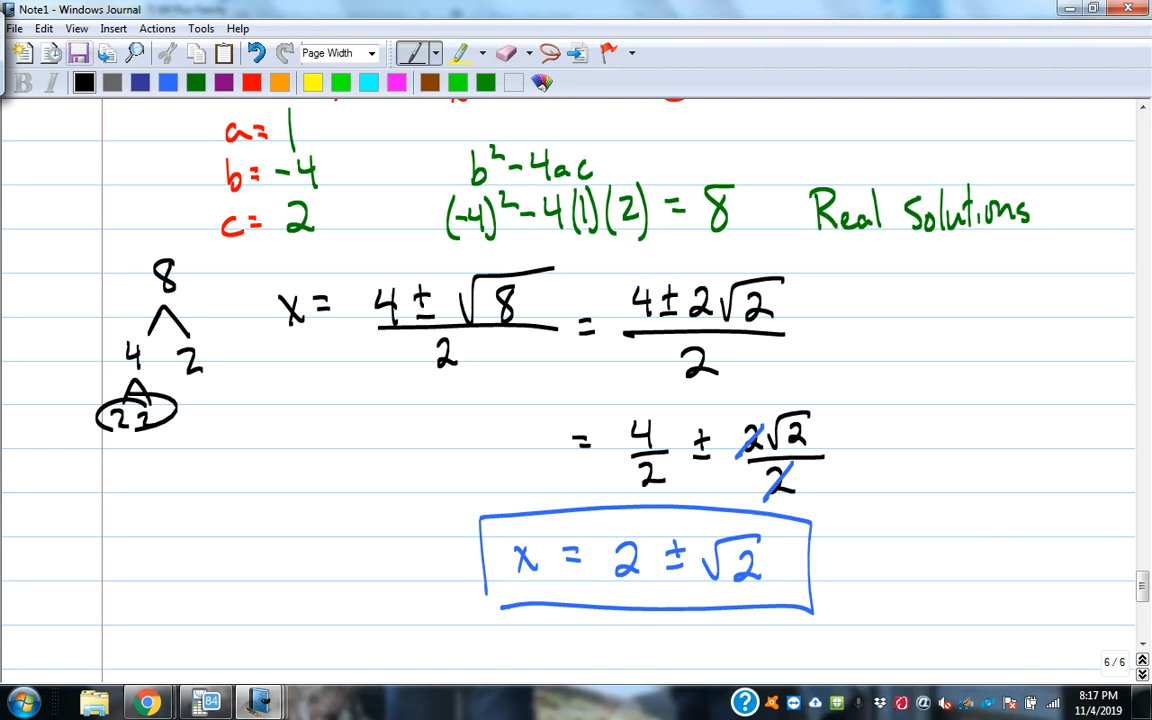 Note1 - Windows Journal
File Edit View Insert Actions Tools Help
Page Width
B I
a= 1
b= -4
c= 2
b² - 4ac
(-4)² - 4(1)(2) = 8 Real Solutions
8
4 2
2 2
x = (4 ± √8)/2 = (4 ± 2√2)/2
= 4/2 ± 2√2/2
x = 2 ± √2
6 / 6
84
8:17 PM
11/4/2019